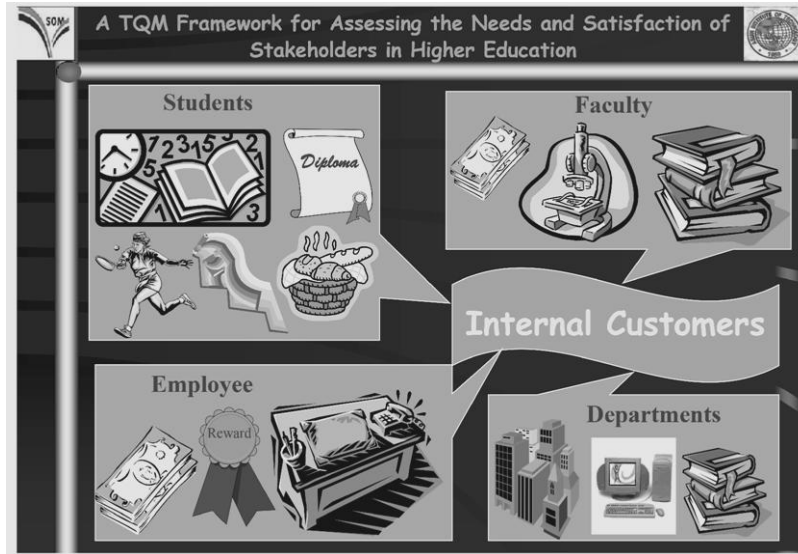 SOM
A TQM Framework for Assessing the Needs and Satisfaction of
Stakeholders in Higher Education
Students
Diploma
Faculty
Internal Customers
Employee
Reward
Departments